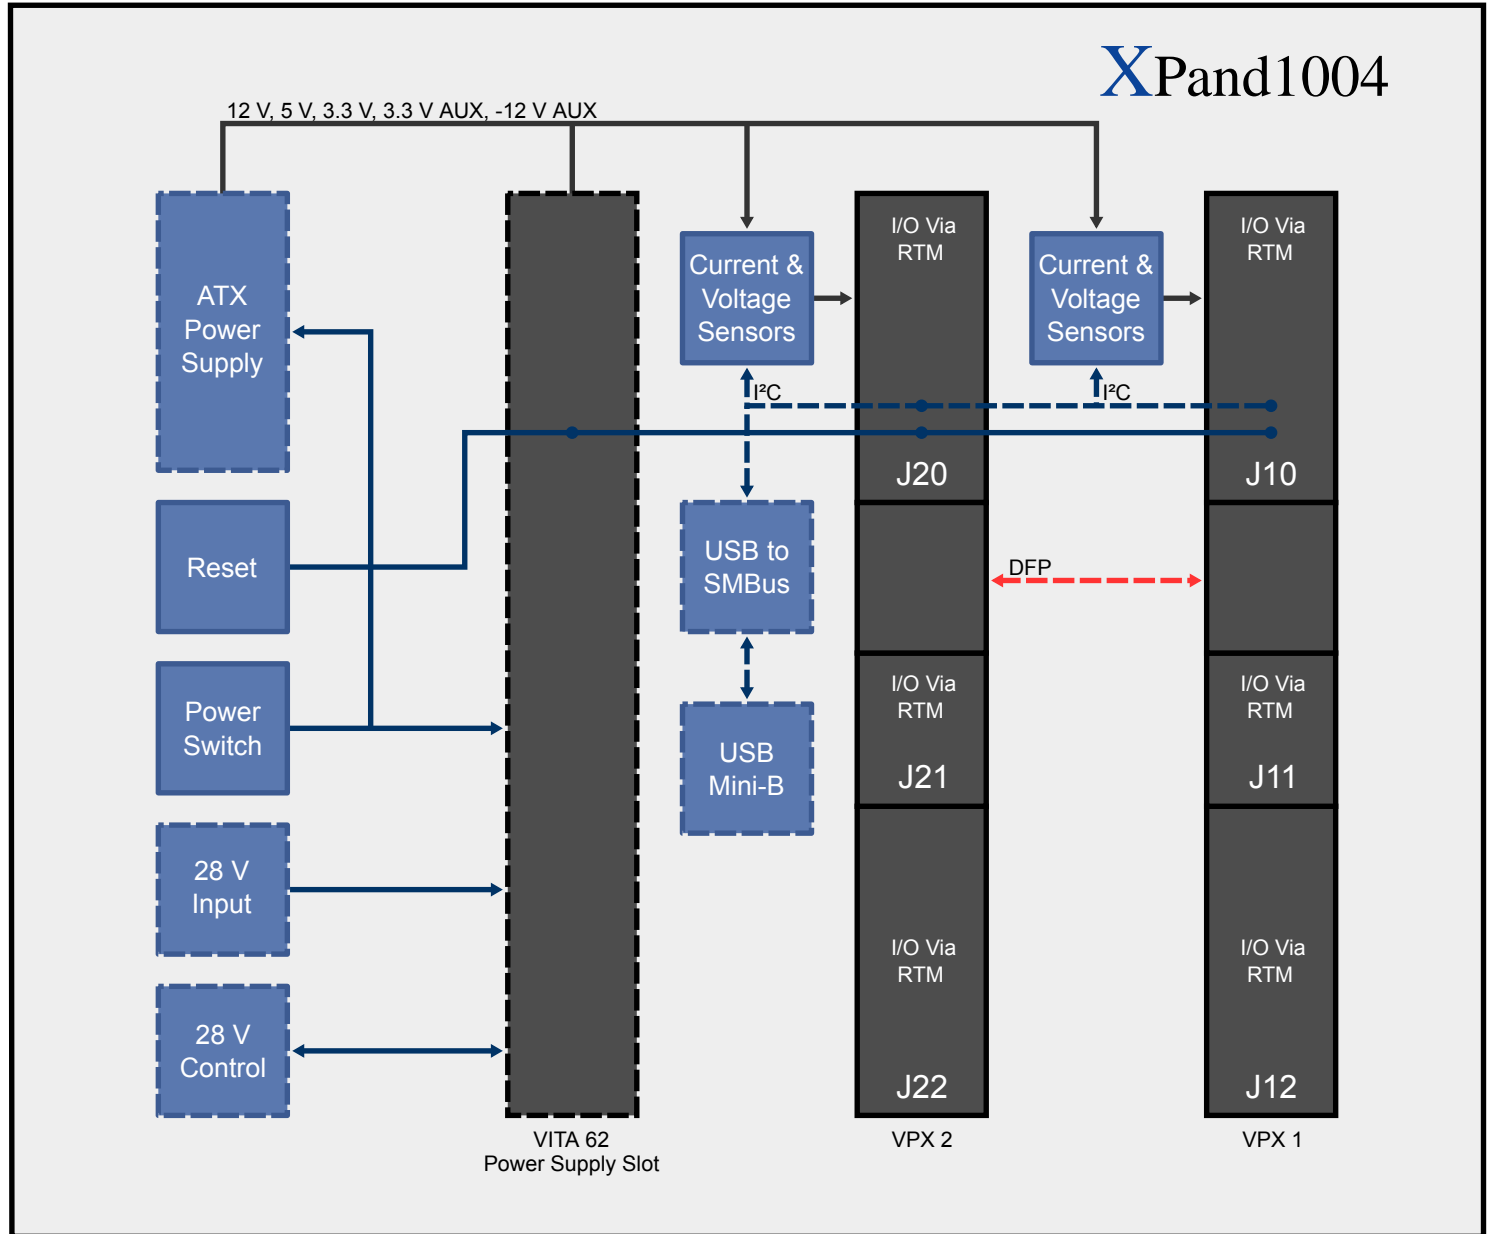 XPand1004
12 V, 5 V, 3.3 V, 3.3 V AUX, -12 V AUX
ATX
Power
Supply
Reset
Power
Switch
28 V
Input
28 V
Control
VITA 62
Power Supply Slot
Current &
Voltage
Sensors
I²C
USB to
SMBus
USB
Mini-B
I/O Via
RTM
J20
I/O Via
RTM
J21
I/O Via
RTM
J22
VPX 2
DFP
Current &
Voltage
Sensors
I²C
I/O Via
RTM
J10
I/O Via
RTM
J11
I/O Via
RTM
J12
VPX 1